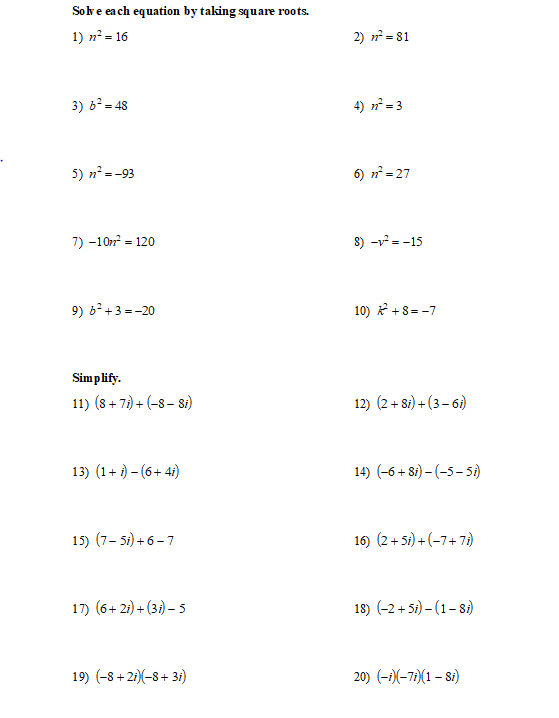 Solve each equation by taking square roots.
1) n² = 16
2) n² = 81
3) b² = 48
4) n² = 3
5) n² = −93
6) n² = 27
7) −10n² = 120
8) −v² = −15
9) b² + 3 = −20
10) k² + 8 = −7
Simplify.
11) (8 + 7i) + (−8 − 8i)
12) (2 + 8i) + (3 − 6i)
13) (1 + i) − (6 + 4i)
14) (−6 + 8i) − (−5 − 5i)
15) (7 − 5i) + 6 − 7
16) (2 + 5i) + (−7 + 7i)
17) (6 + 2i) + (3i) − 5
18) (−2 + 5i) − (1 − 8i)
19) (−8 + 2i)(−8 + 3i)
20) (−i)(−7i)(1 − 8i)